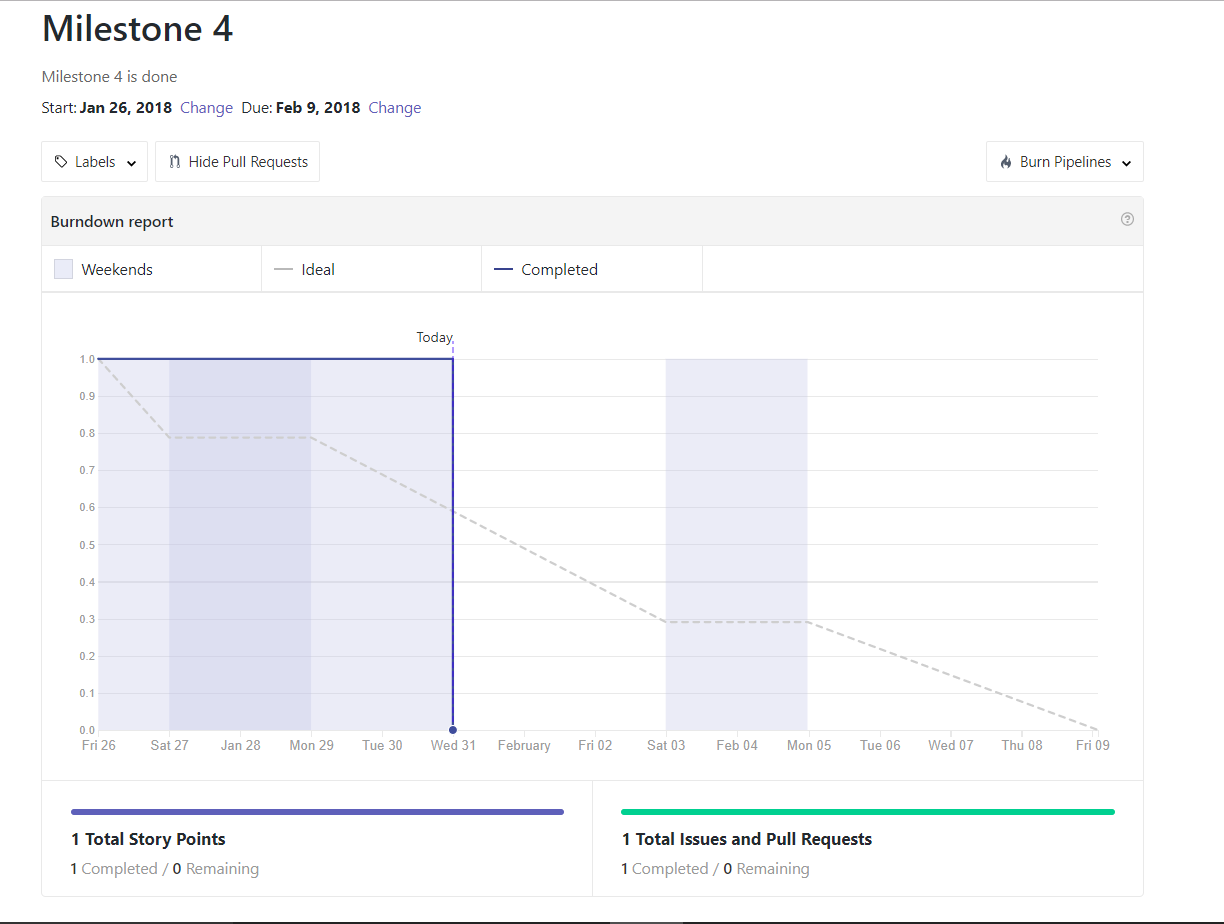 Milestone 4
Milestone 4 is done
Start: Jan 26, 2018 Change Due: Feb 9, 2018 Change
Labels Hide Pull Requests Burn Pipelines
Burndown report
Weekends Ideal Completed
Today
1.0
0.9
0.8
0.7
0.6
0.5
0.4
0.3
0.2
0.1
0.0
Fri 26 Sat 27 Jan 28 Mon 29 Tue 30 Wed 31 February Fri 02 Sat 03 Feb 04 Mon 05 Tue 06 Wed 07 Thu 08 Fri 09
1 Total Story Points
1 Completed / 0 Remaining
1 Total Issues and Pull Requests
1 Completed / 0 Remaining